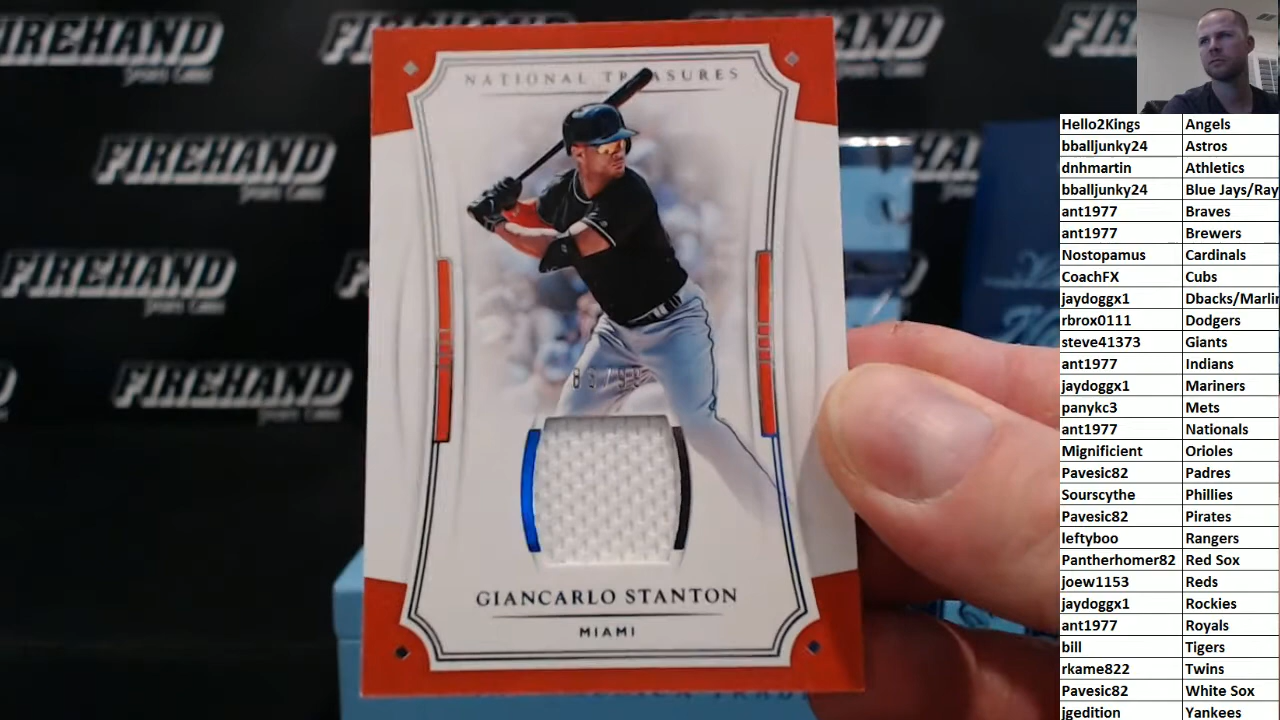 FIREHAND
Sports Cards
FIREHAND
FIREHAND
FIREHAND
NATIONAL TREASURES
GIANCARLO STANTON
MIAMI
Hello2Kings Angels
bballjunky24 Astros
dnhmartin Athletics
bballjunky24 Blue Jays/Ray
ant1977 Braves
ant1977 Brewers
Nostopamus Cardinals
CoachFX Cubs
jaydoggx1 Dbacks/Marlin
rbrox0111 Dodgers
steve41373 Giants
ant1977 Indians
jaydoggx1 Mariners
panykc3 Mets
ant1977 Nationals
Mignificient Orioles
Pavesic82 Padres
Sourscythe Phillies
Pavesic82 Pirates
leftyboo Rangers
Pantherhomer82 Red Sox
joew1153 Reds
jaydoggx1 Rockies
ant1977 Royals
bill Tigers
rkame822 Twins
Pavesic82 White Sox
jgedition Yankees